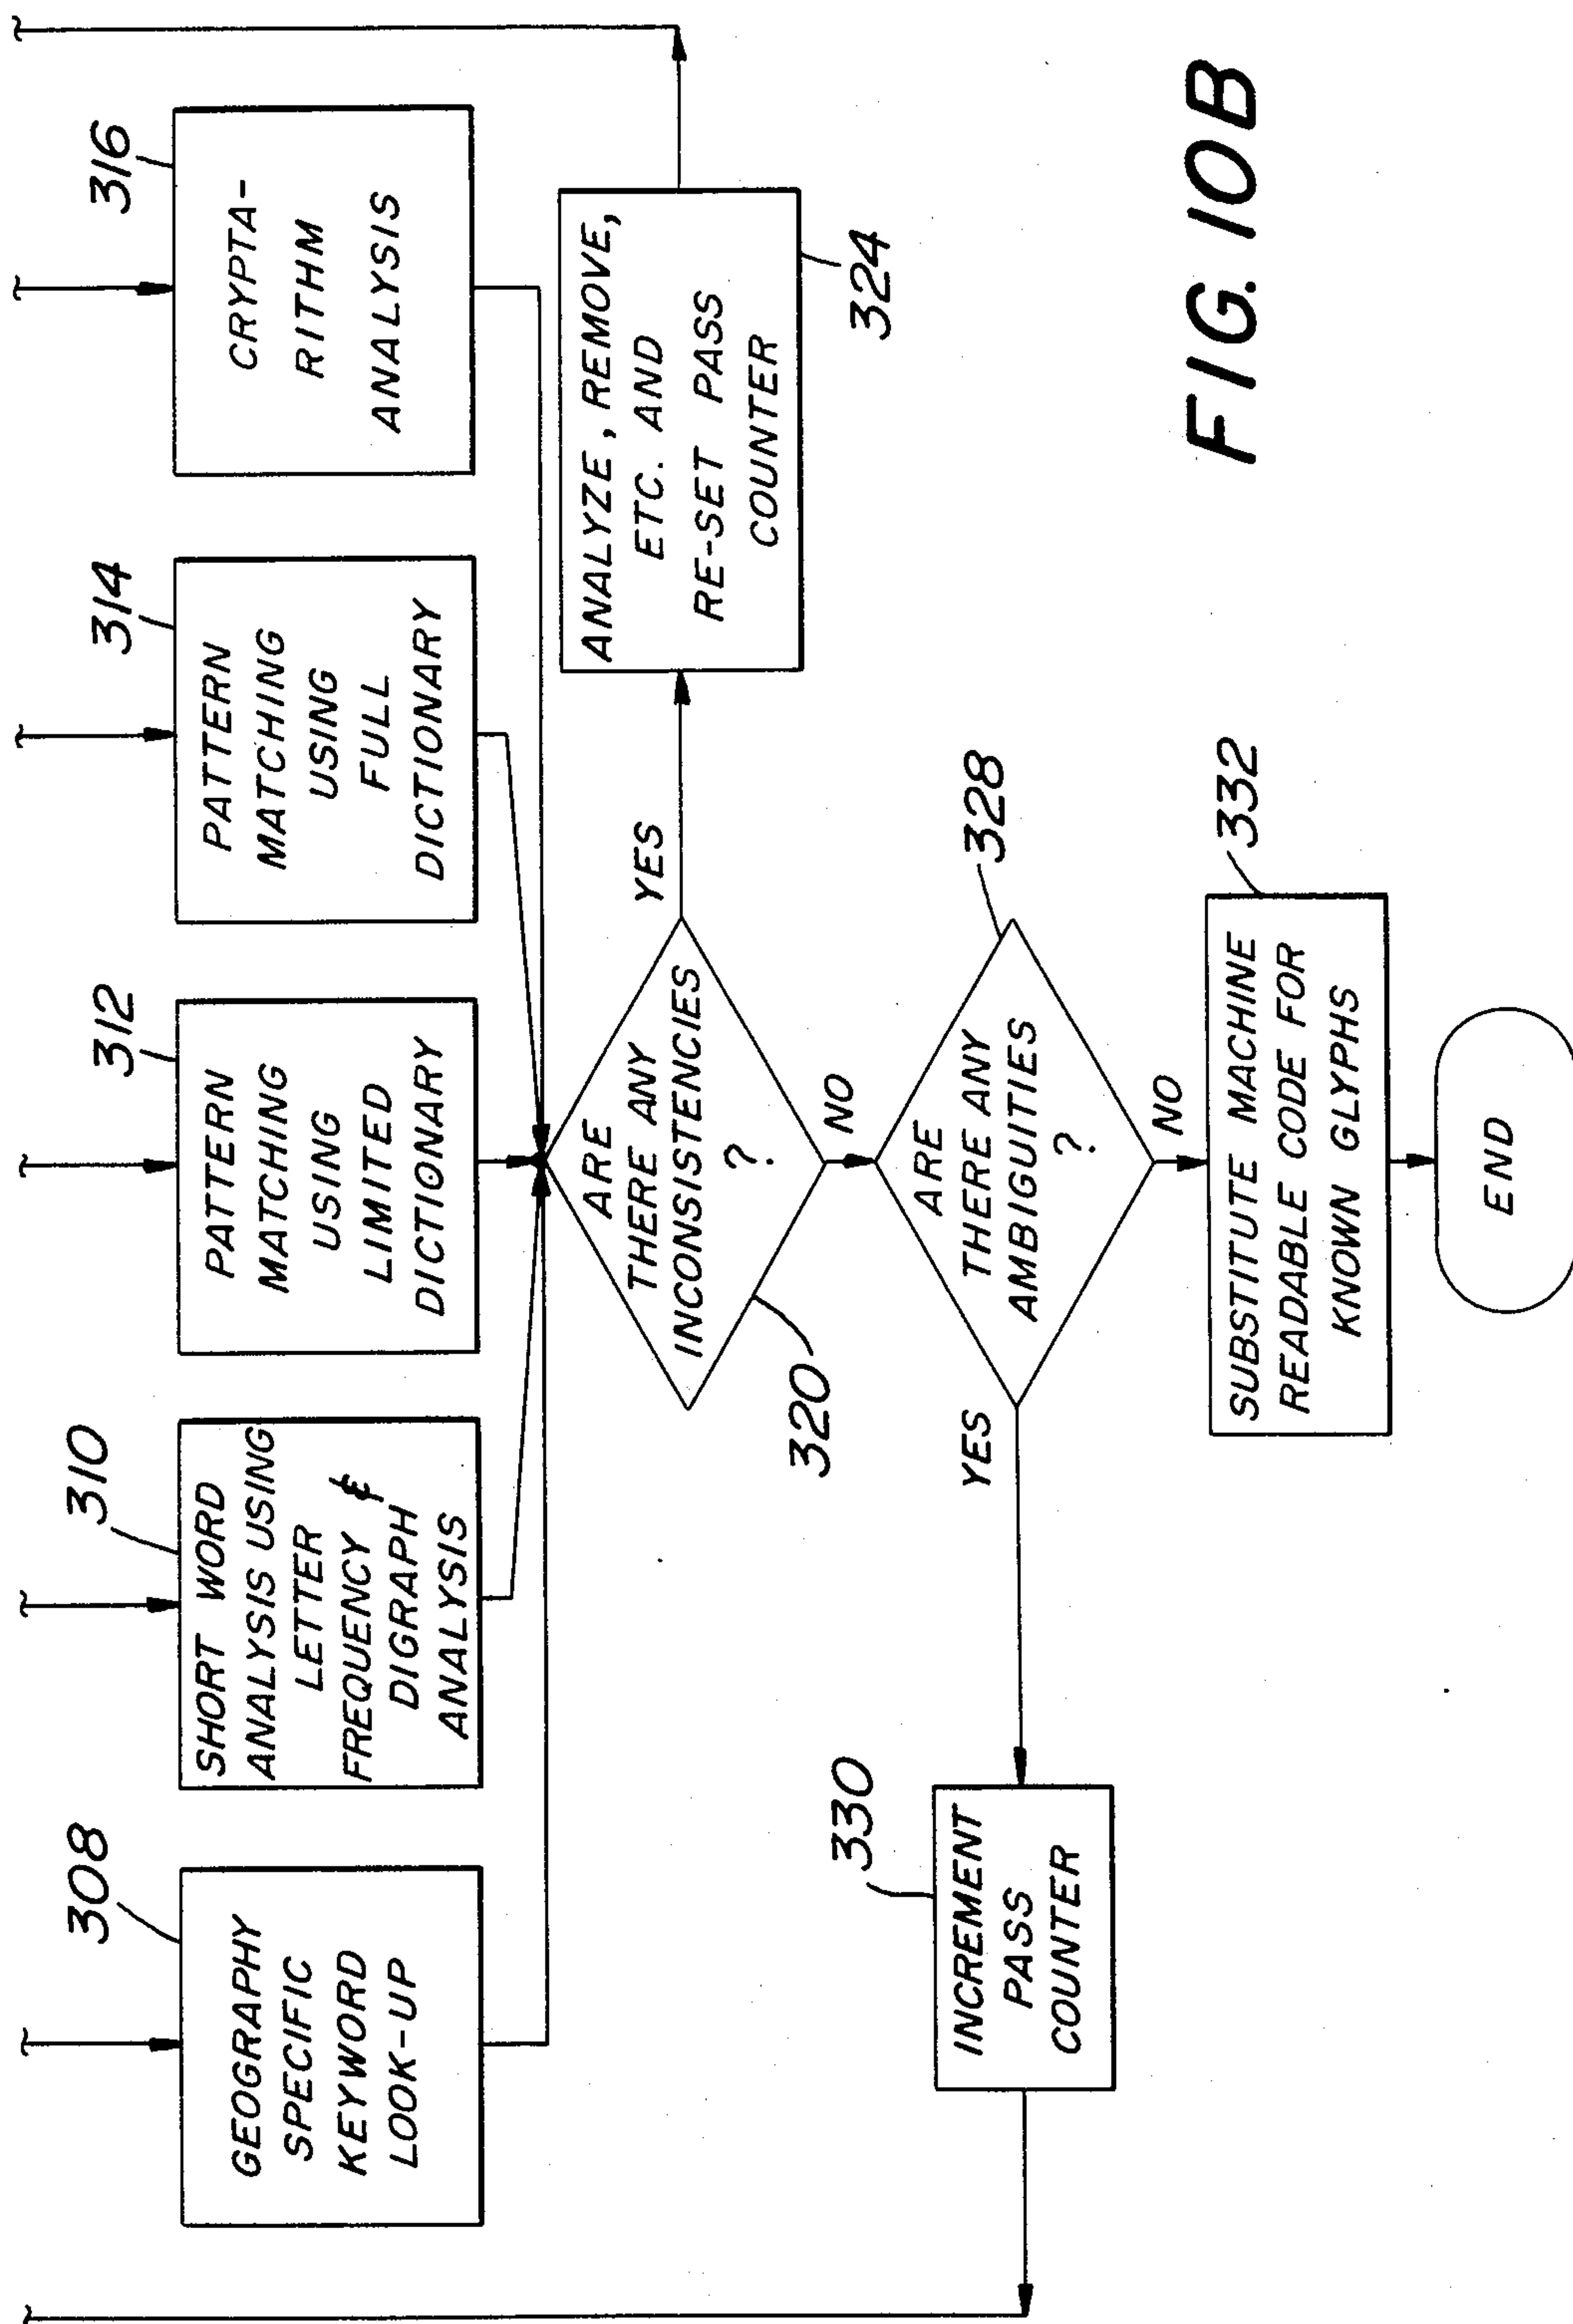 308
GEOGRAPHY
SPECIFIC
KEYWORD
LOOK-UP
310
SHORT WORD
ANALYSIS USING
LETTER
FREQUENCY &
DIGRAPH
ANALYSIS
312
PATTERN
MATCHING
USING
LIMITED
DICTIONARY
314
PATTERN
MATCHING
USING
FULL
DICTIONARY
316
CRYPTA-
RITHM
ANALYSIS
ARE
THERE ANY
INCONSISTENCIES
?
320
YES
ANALYZE, REMOVE,
ETC. AND
RE-SET PASS
COUNTER
324
NO
ARE
THERE ANY
AMBIGUITIES
?
328
YES
330
INCREMENT
PASS
COUNTER
NO
332
SUBSTITUTE MACHINE
READABLE CODE FOR
KNOWN GLYPHS
END
FIG. 10B